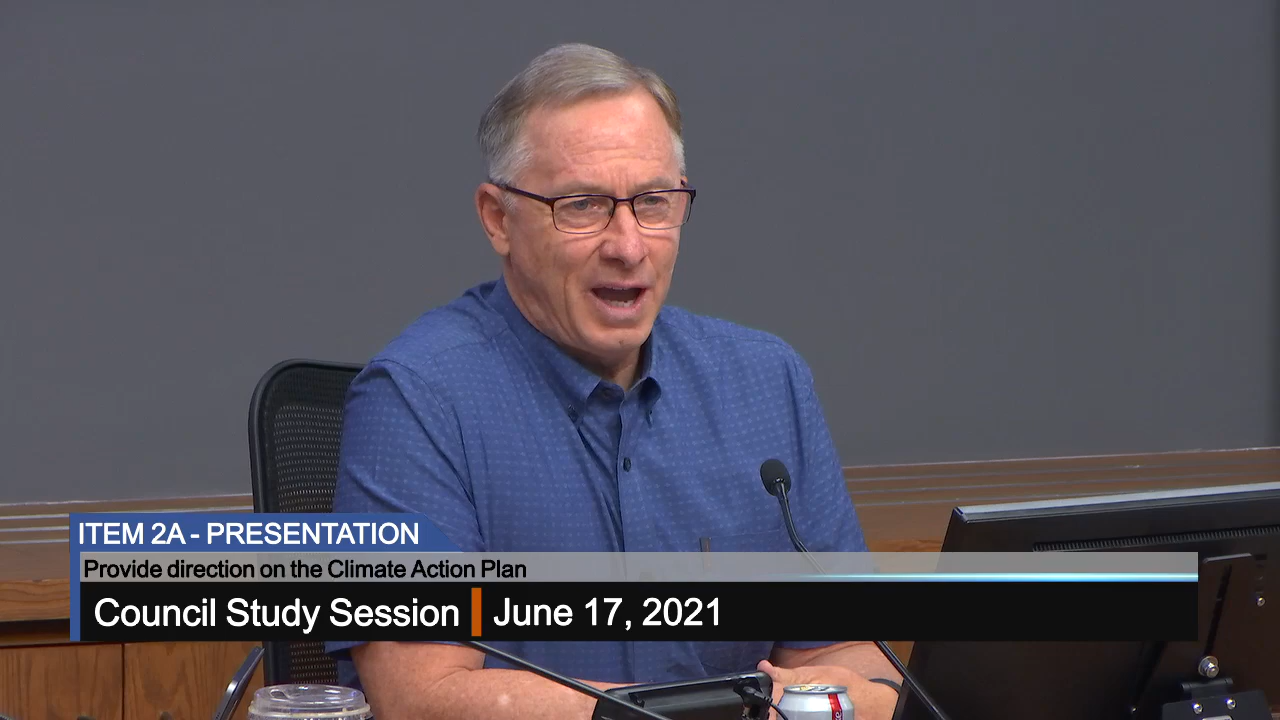 ITEM 2A - PRESENTATION
Provide direction on the Climate Action Plan
Council Study Session June 17, 2021